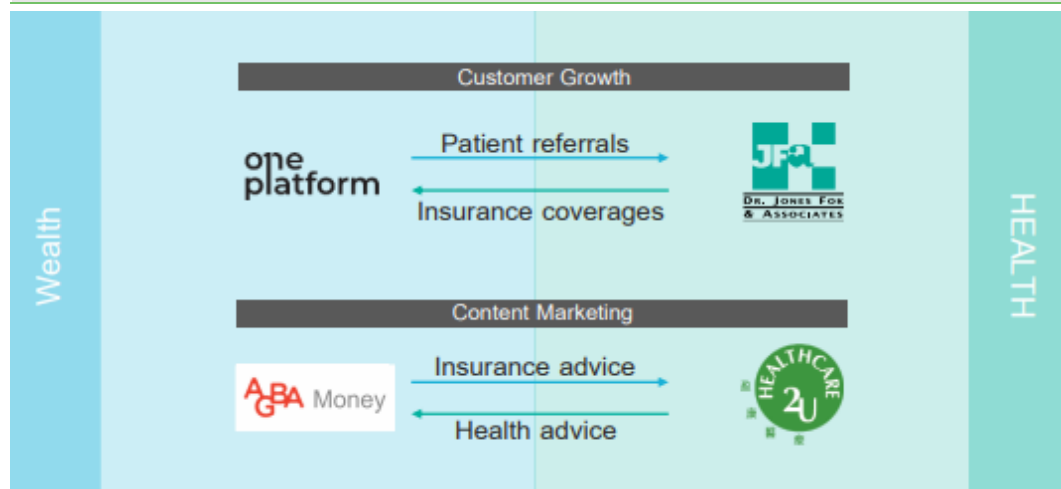 Wealth
HEALTH
Customer Growth
one
platform
Patient referrals
Insurance coverages
JFa
DR. JONES FOK
& ASSOCIATES
Content Marketing
AGBA Money
Insurance advice
Health advice
HEALTHCARE
2U